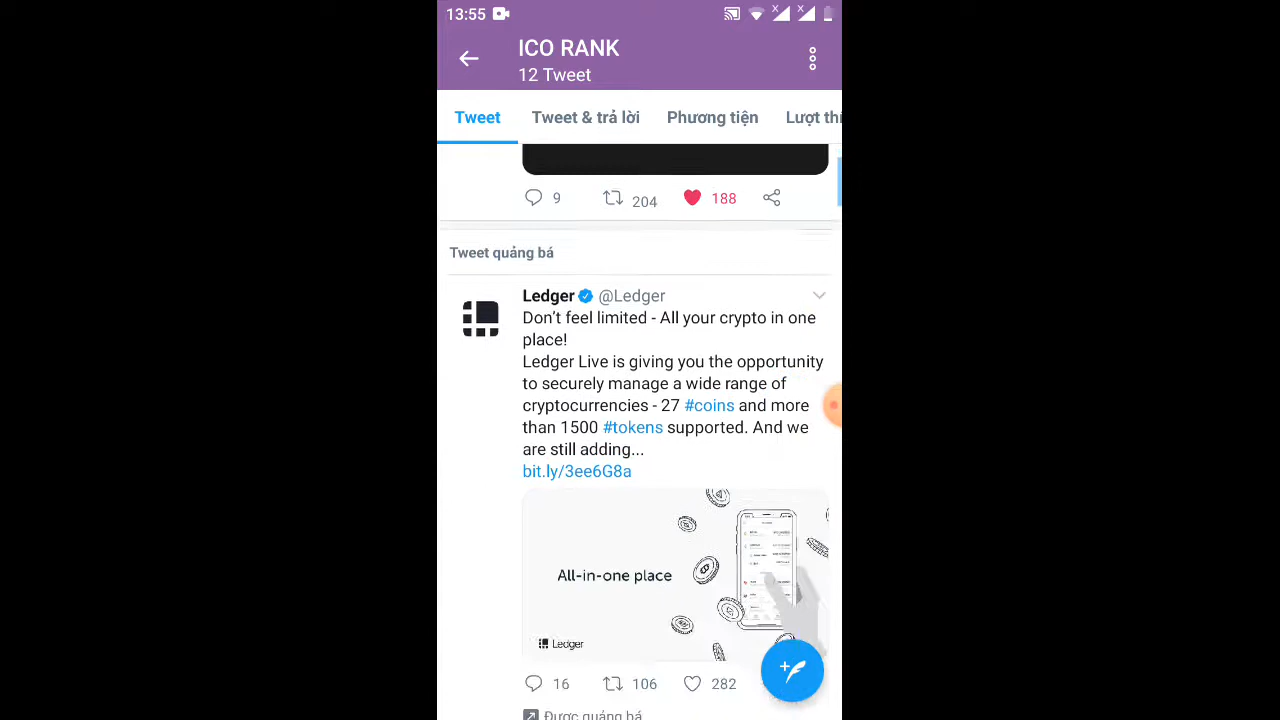 13:55
ICO RANK
12 Tweet
Tweet
Tweet & trả lời
Phương tiện
Lượt thí
9
204
188
Tweet quảng bá
Ledger @Ledger
Don’t feel limited - All your crypto in one
place!
Ledger Live is giving you the opportunity
to securely manage a wide range of
cryptocurrencies - 27 #coins and more
than 1500 #tokens supported. And we
are still adding...
bit.ly/3ee6G8a
All-in-one place
Ledger
16
106
282
Được quảng bá